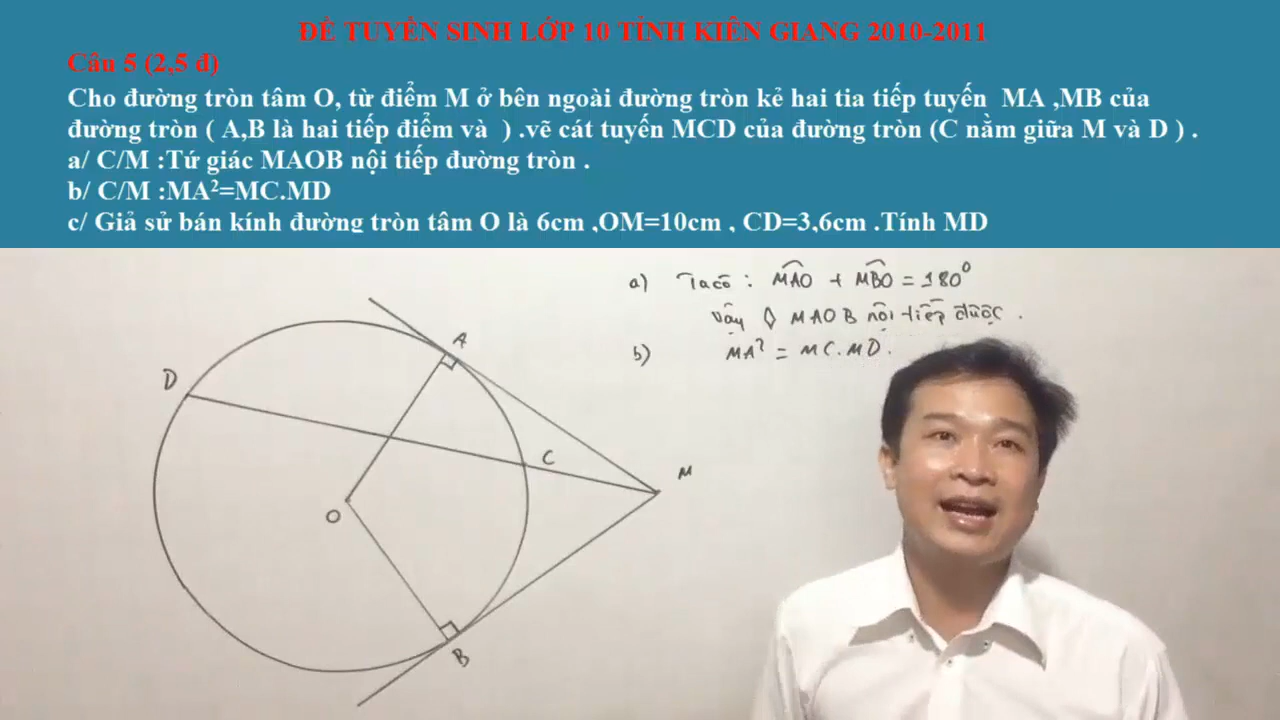 ĐỀ TUYỂN SINH LỚP 10 TỈNH KIÊN GIANG 2010-2011
Câu 5 (2,5 đ)
Cho đường tròn tâm O, từ điểm M ở bên ngoài đường tròn kẻ hai tia tiếp tuyến MA ,MB của
đường tròn ( A,B là hai tiếp điểm và ) .vẽ cát tuyến MCD của đường tròn (C nằm giữa M và D ) .
a/ C/M :Tứ giác MAOB nội tiếp đường tròn .
b/ C/M :MA²=MC.MD
c/ Giả sử bán kính đường tròn tâm O là 6cm ,OM=10cm , CD=3,6cm .Tính MD
a) Ta có : MAO + MBO = 180⁰
Vậy ◊ MAOB nội tiếp được .
b) MA² = MC.MD.
A
D
C
M
O
B